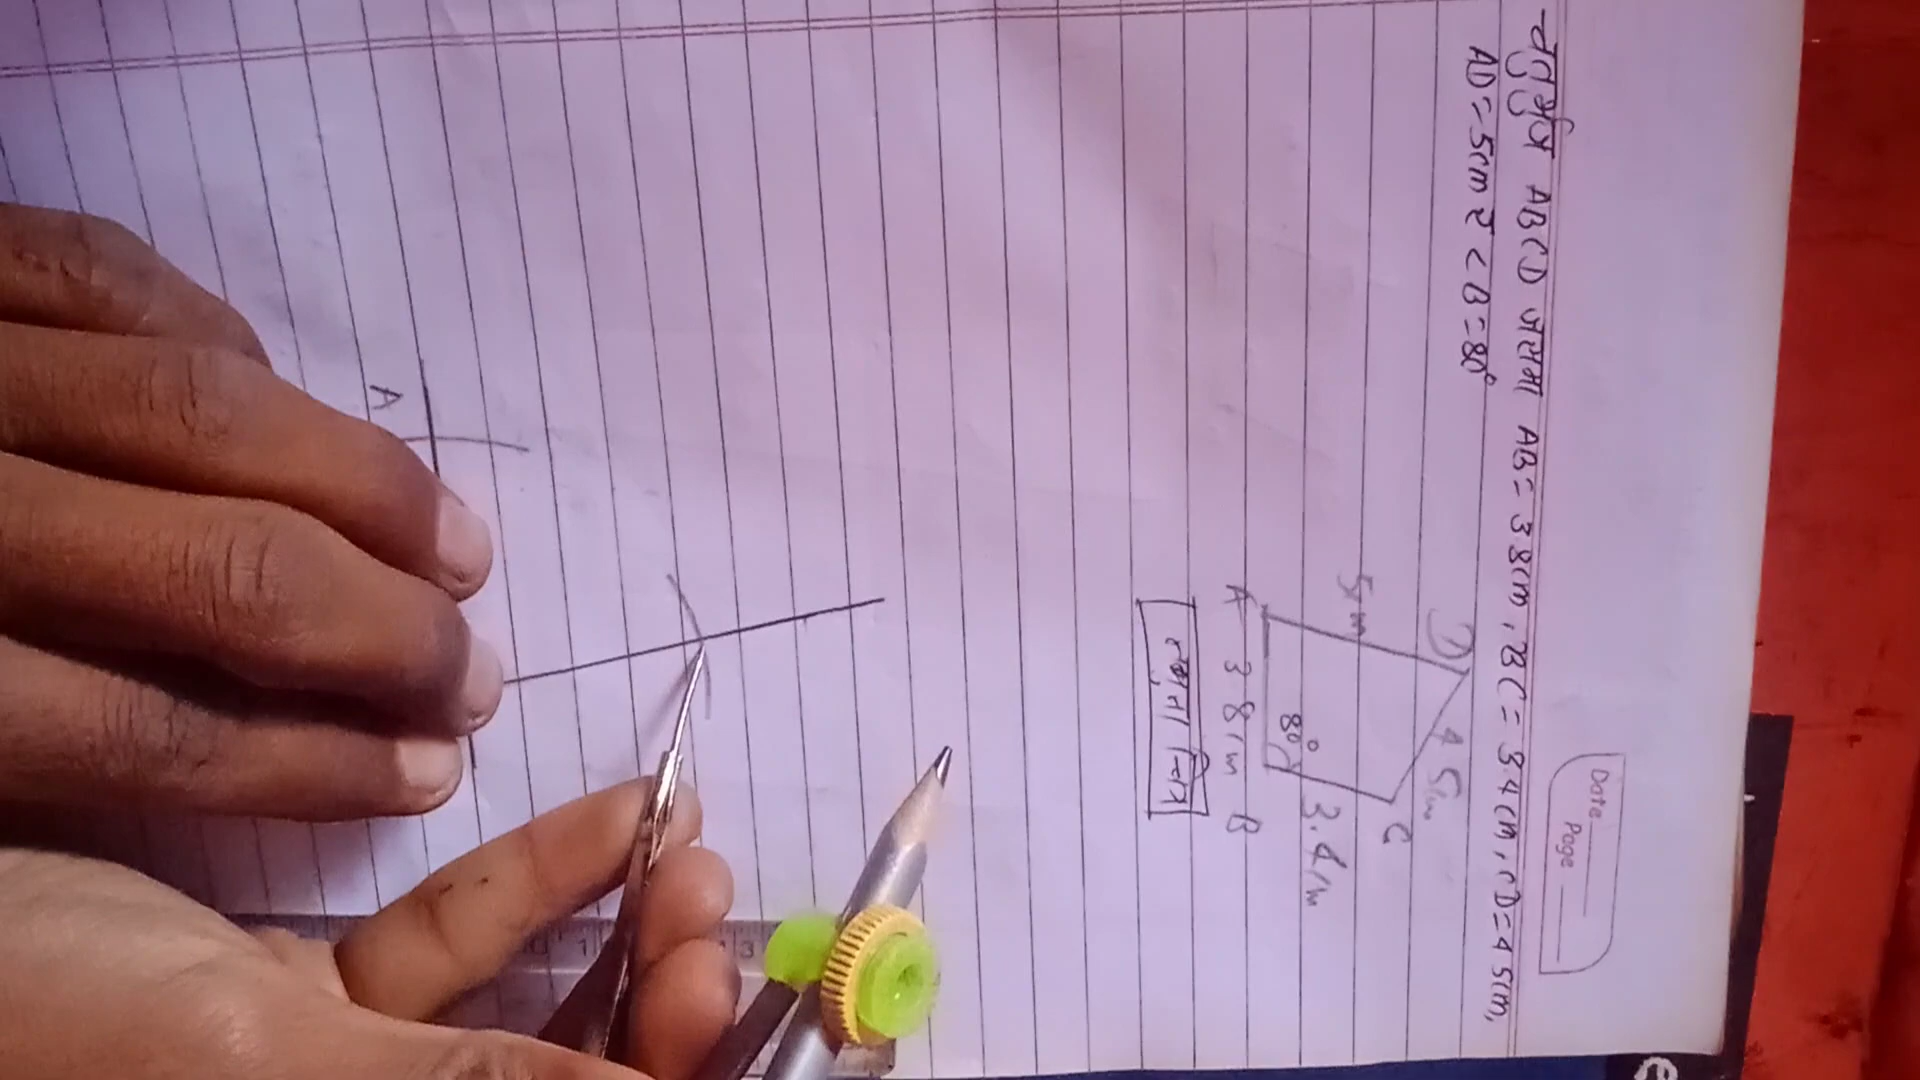 Date
Page
चतुर्भुज ABCD जसमा AB = 3 8cm, BC = 3 4cm, CD = 4 5cm,
AD = 5cm र < B = 80°
D
4 5cm
5cm
C
80°
3.4cm
A 3 8cm B
A